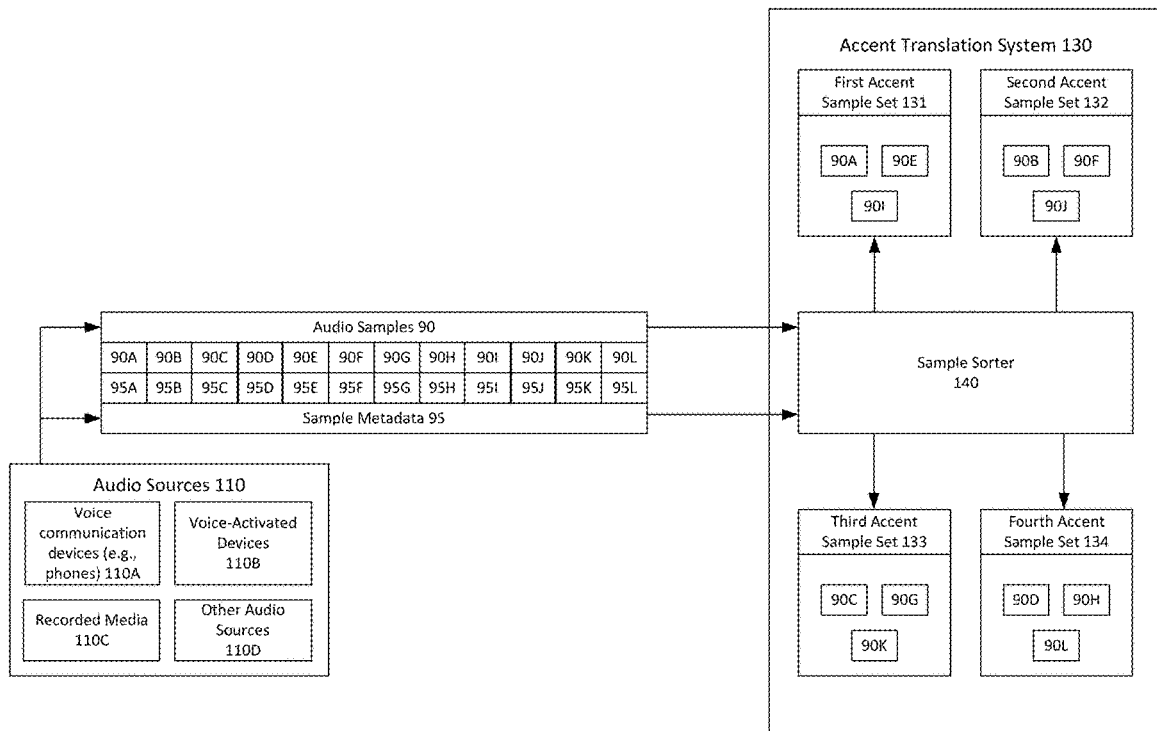 Accent Translation System 130
First Accent
Sample Set 131
90A 90E
90I
Second Accent
Sample Set 132
90B 90F
90J
Audio Samples 90
90A 90B 90C 90D 90E 90F 90G 90H 90I 90J 90K 90L
95A 95B 95C 95D 95E 95F 95G 95H 95I 95J 95K 95L
Sample Metadata 95
Sample Sorter
140
Audio Sources 110
Voice
communication
devices (e.g.,
phones) 110A
Voice-Activated
Devices
110B
Recorded Media
110C
Other Audio
Sources
110D
Third Accent
Sample Set 133
90C 90G
90K
Fourth Accent
Sample Set 134
90D 90H
90L